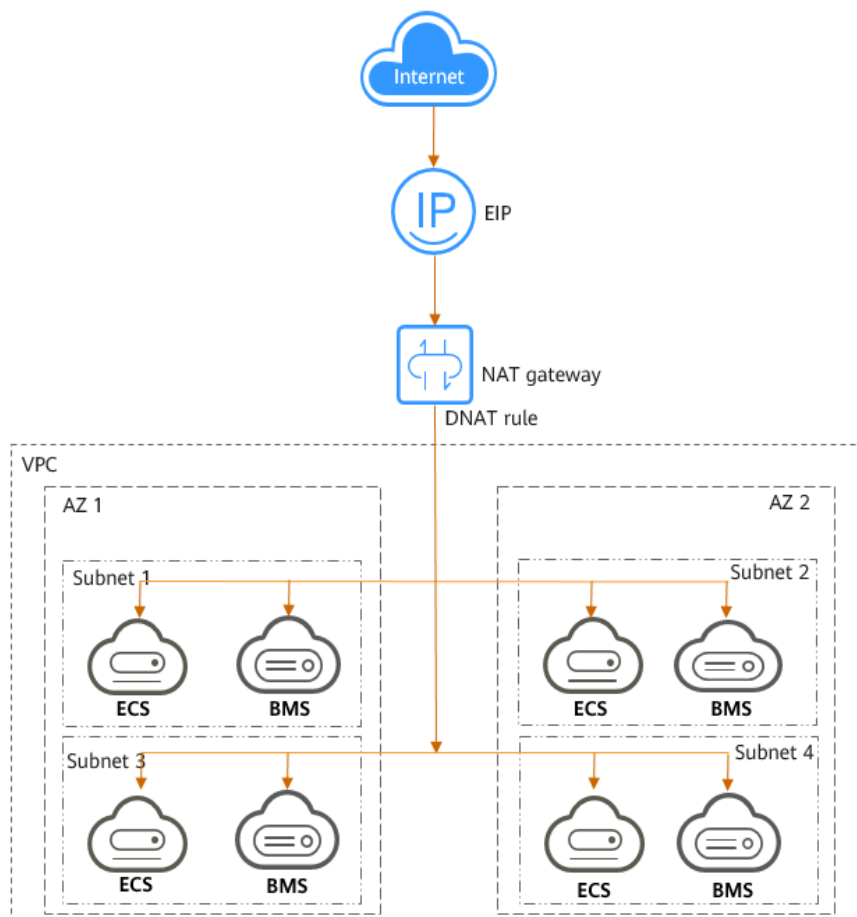 Internet
IP
EIP
NAT gateway
DNAT rule
VPC
AZ 1
AZ 2
Subnet 1
Subnet 2
ECS
BMS
ECS
BMS
Subnet 3
Subnet 4
ECS
BMS
ECS
BMS